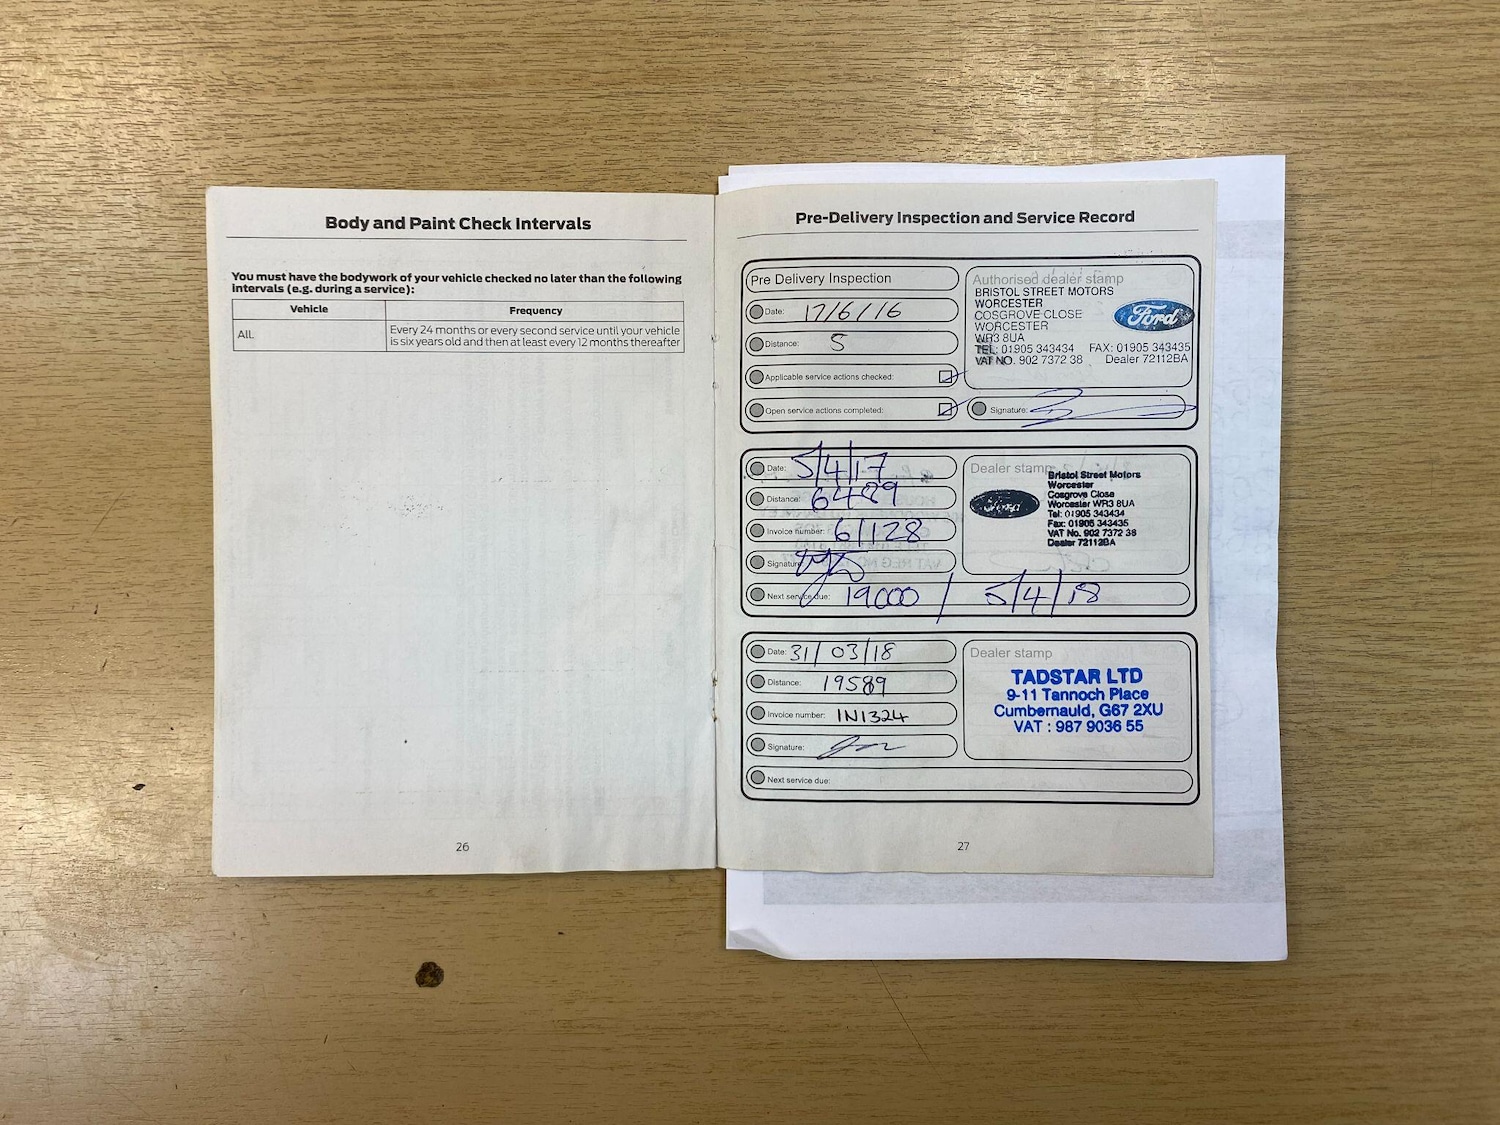 Body and Paint Check Intervals
You must have the bodywork of your vehicle checked no later than the following
intervals (e.g. during a service):
Vehicle Frequency
All Every 24 months or every second service until your vehicle
is six years old and then at least every 12 months thereafter
26
Pre-Delivery Inspection and Service Record
Pre Delivery Inspection
Date: 17/6/16
Distance: 5
Applicable service actions checked:
Open service actions completed:
Authorised dealer stamp
BRISTOL STREET MOTORS
WORCESTER
COSGROVE CLOSE
WORCESTER
WR3 8UA
TEL: 01905 343434 FAX: 01905 343435
VAT NO. 902 7372 38 Dealer 72112BA
Ford
Signature:
Date: 5/4/17
Distance: 6489
Invoice number: 61128
Signature:
Next service due: 19000 / 5/4/18
Dealer stamp
Ford
Bristol Street Motors
Worcester
Cosgrove Close
Worcester WR3 8UA
Tel: 01905 343434
Fax: 01905 343435
VAT No. 902 7372 38
Dealer 72112BA
Date: 31/03/18
Distance: 19589
Invoice number: IN1324
Signature:
Next service due:
Dealer stamp
TADSTAR LTD
9-11 Tannoch Place
Cumbernauld, G67 2XU
VAT : 987 9036 55
27